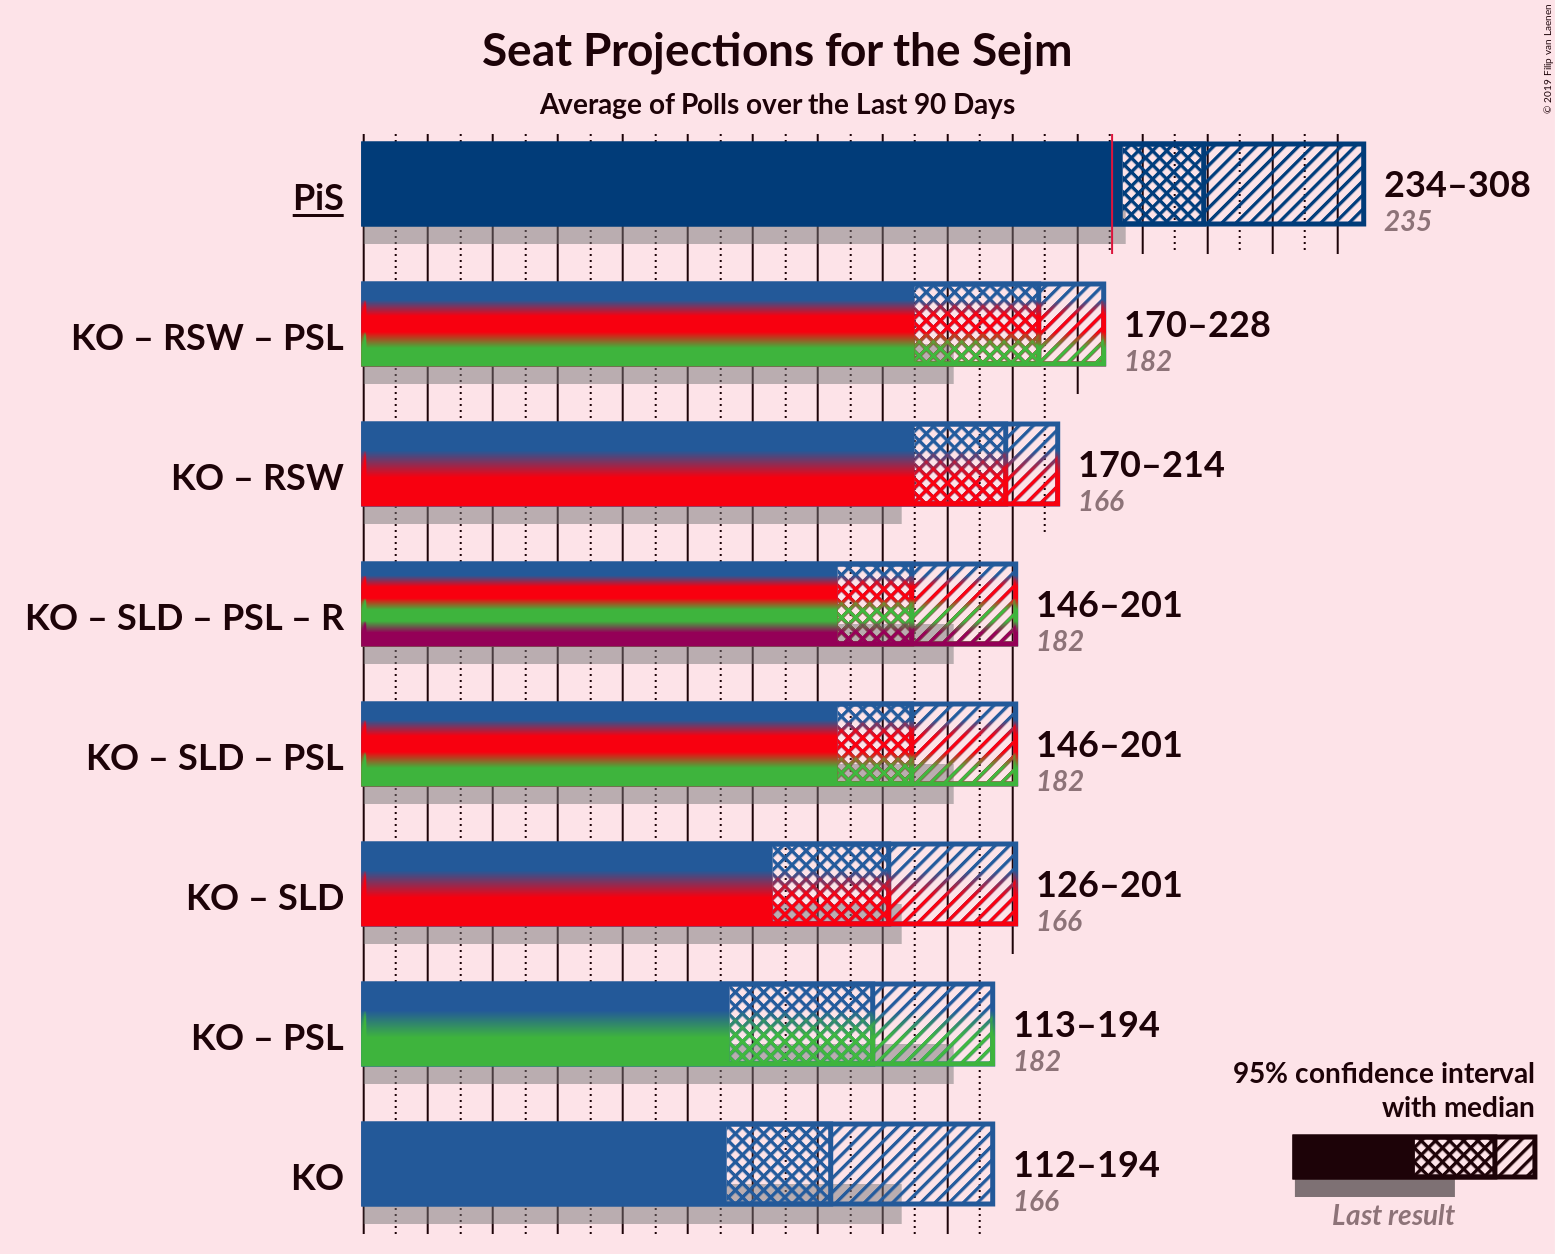 Seat Projections for the Sejm
Average of Polls over the Last 90 Days
© 2019 Filip van Laenen
PiS
234–308
235
KO – RSW – PSL
170–228
182
KO – RSW
170–214
166
KO – SLD – PSL – R
146–201
182
KO – SLD – PSL
146–201
182
KO – SLD
126–201
166
KO – PSL
113–194
182
KO
112–194
166
95% confidence interval
with median
Last result